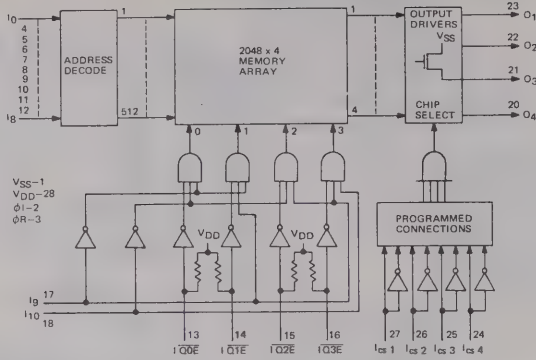 I0
4
5
6
7
8
9
10
11
12
I8
ADDRESS
DECODE
1
512
2048 x 4
MEMORY
ARRAY
0
1
2
3
1
4
OUTPUT
DRIVERS
VSS
CHIP
SELECT
23
O1
22
O2
21
O3
20
O4
VSS-1
VDD-28
ϕI-2
ϕR-3
VDD
VDD
PROGRAMMED
CONNECTIONS
I9 17
I10
18
13
14
15
16
I Q0E
I Q1E
I Q2E
I Q3E
27
26
25
24
Ics 1
Ics 2
Ics 3
Ics 4